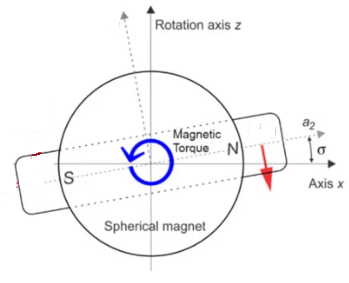 Rotation axis z
Magnetic
Torque
a2
N
σ
S
Axis x
Spherical magnet